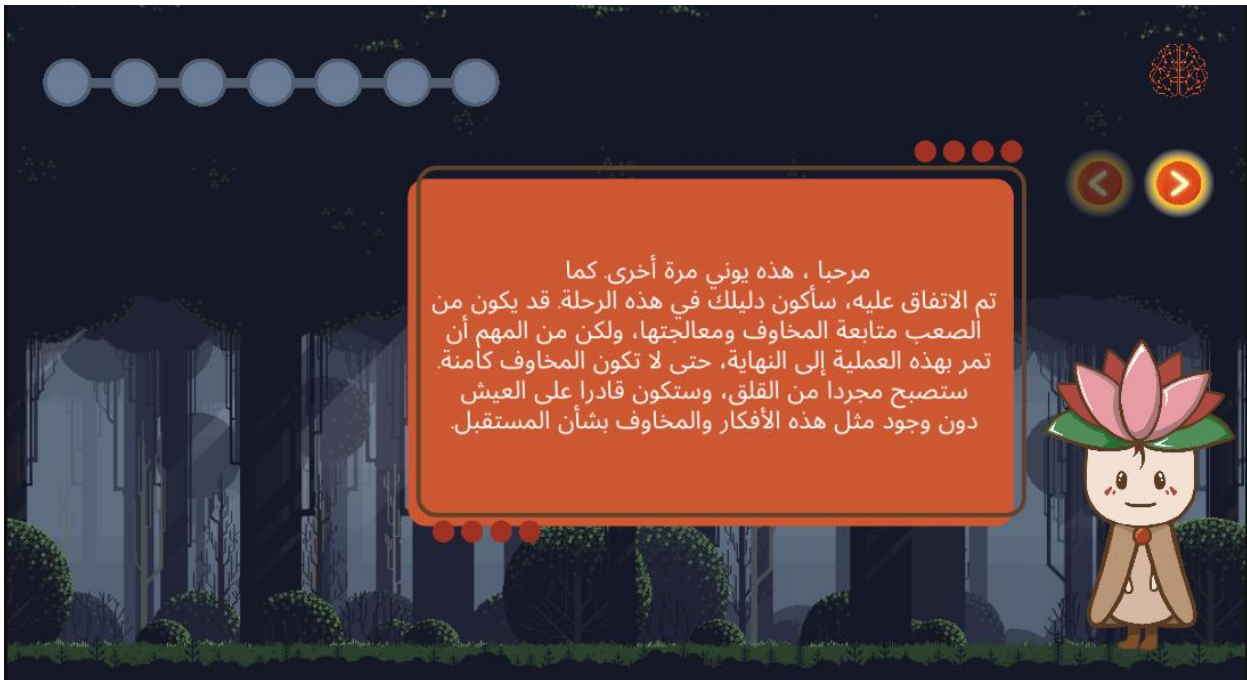 مرحبا ، هذه يوني مرة أخرى. كما
تم الاتفاق عليه، سأكون دليلك في هذه الرحلة. قد يكون من
الصعب متابعة المخاوف ومعالجتها، ولكن من المهم أن
تمر بهذه العملية إلى النهاية، حتى لا تكون المخاوف كامنة.
ستصبح مجردا من القلق، وستكون قادرا على العيش
دون وجود مثل هذه الأفكار والمخاوف بشأن المستقبل.